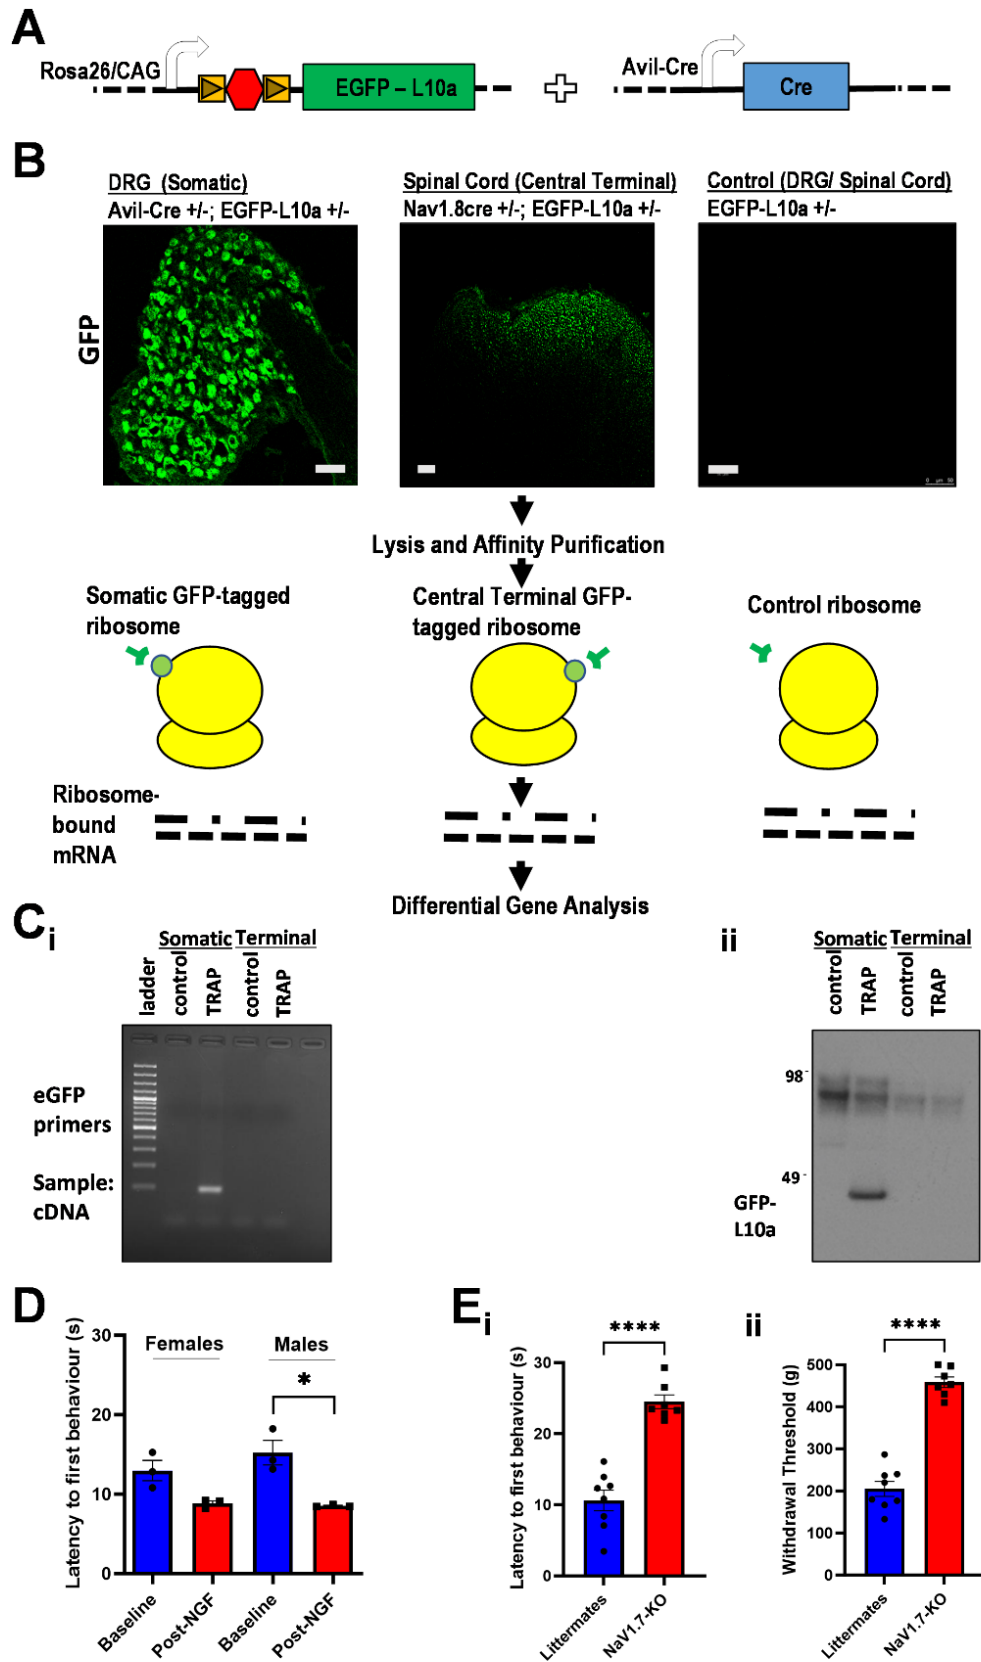 A
Rosa26/CAG
EGFP – L10a
Avil-Cre
Cre
B
DRG (Somatic)
Avil-Cre +/-; EGFP-L10a +/-
Spinal Cord (Central Terminal)
Nav1.8cre +/-; EGFP-L10a +/-
Control (DRG/ Spinal Cord)
EGFP-L10a +/-
GFP
Lysis and Affinity Purification
Somatic GFP-tagged
ribosome
Central Terminal GFP-
tagged ribosome
Control ribosome
Ribosome-
bound
mRNA
Differential Gene Analysis
C i
Somatic Terminal
ladder
control
TRAP
control
TRAP
eGFP
primers
Sample:
cDNA
ii
Somatic Terminal
control
TRAP
control
TRAP
98
49
GFP-
L10a
D
Latency to first behaviour (s)
30
20
10
0
Females
Males
*
Baseline
Post-NGF
Baseline
Post-NGF
E i
Latency to first behaviour (s)
30
20
10
0
****
Littermates
NaV1.7-KO
ii
Withdrawal Threshold (g)
500
400
300
200
100
0
****
Littermates
NaV1.7-KO